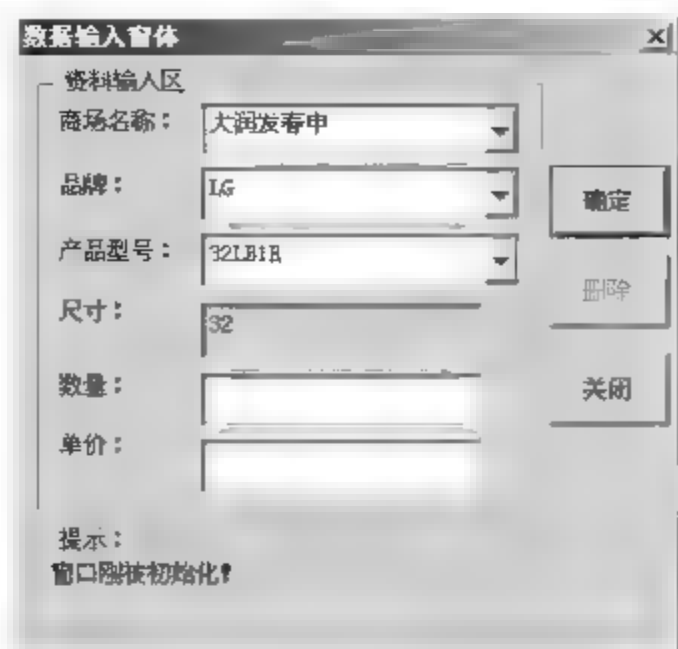 数据输入窗体
资料输入区
商场名称：
大润发春申
品牌：
LG
确定
产品型号：
32LB1R
删除
尺寸：
32
数量：
关闭
单价：
提示：
窗口刚被初始化！